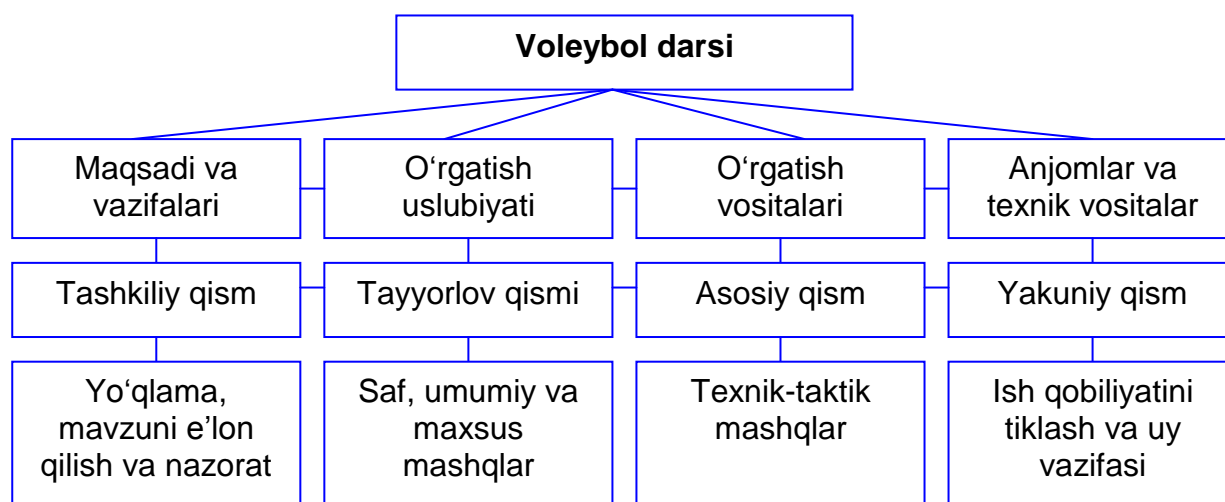 Voleybol darsi
Maqsadi va
vazifalari
O‘rgatish
uslubiyati
O‘rgatish
vositalari
Anjomlar va
texnik vositalar
Tashkiliy qism
Tayyorlov qismi
Asosiy qism
Yakuniy qism
Yo‘qlama,
mavzuni e’lon
qilish va nazorat
Saf, umumiy va
maxsus
mashqlar
Texnik-taktik
mashqlar
Ish qobiliyatini
tiklash va uy
vazifasi